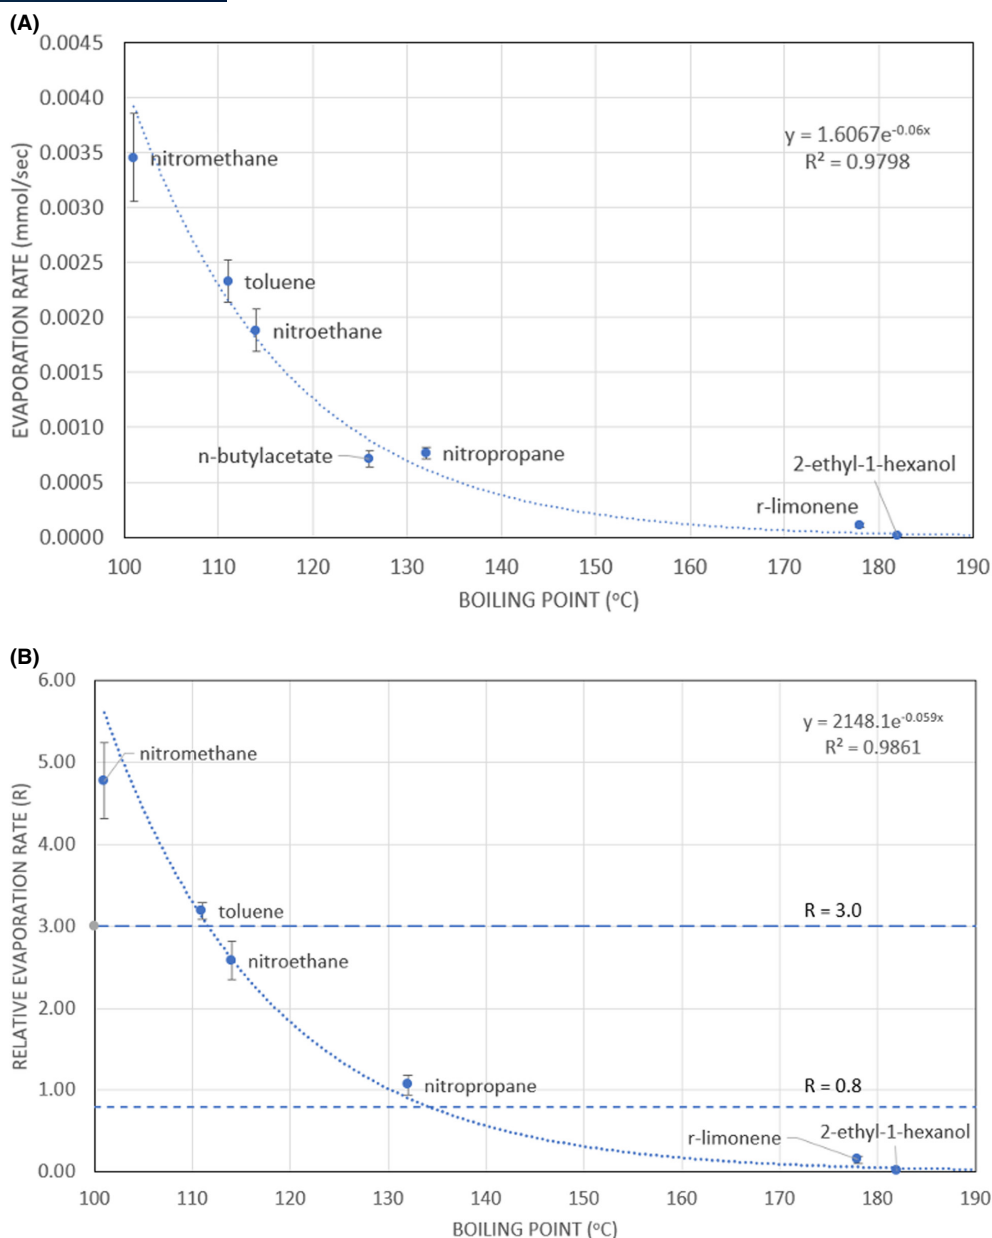 (A)
0.0045
0.0040
0.0035
0.0030
0.0025
0.0020
0.0015
0.0010
0.0005
0.0000
EVAPORATION RATE (mmol/sec)
y = 1.6067e^-0.06x
R² = 0.9798
nitromethane
toluene
nitroethane
n-butylacetate
nitropropane
2-ethyl-1-hexanol
r-limonene
100 110 120 130 140 150 160 170 180 190
BOILING POINT (°C)
(B)
6.00
5.00
4.00
3.00
2.00
1.00
0.00
RELATIVE EVAPORATION RATE (R)
y = 2148.1e^-0.059x
R² = 0.9861
nitromethane
toluene
R = 3.0
nitroethane
nitropropane
R = 0.8
r-limonene
2-ethyl-1-hexanol
100 110 120 130 140 150 160 170 180 190
BOILING POINT (°C)